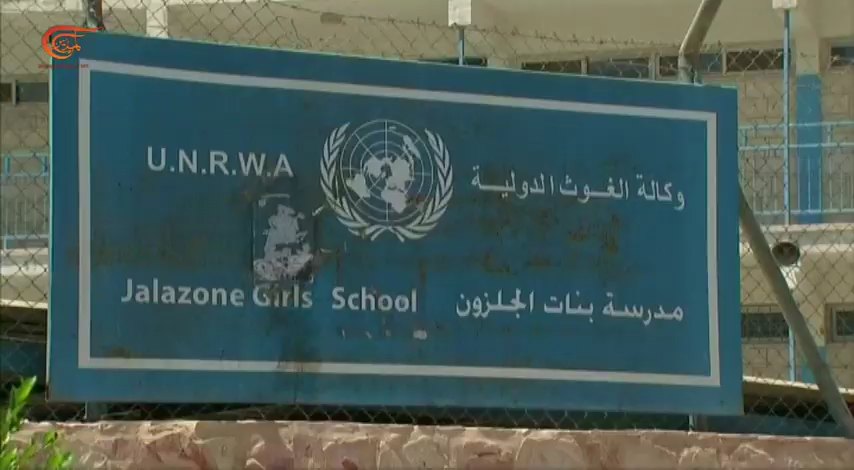 U.N.R.W.A
وكالة الغوث الدولية
Jalazone Girls School
مدرسة بنات الجلزون